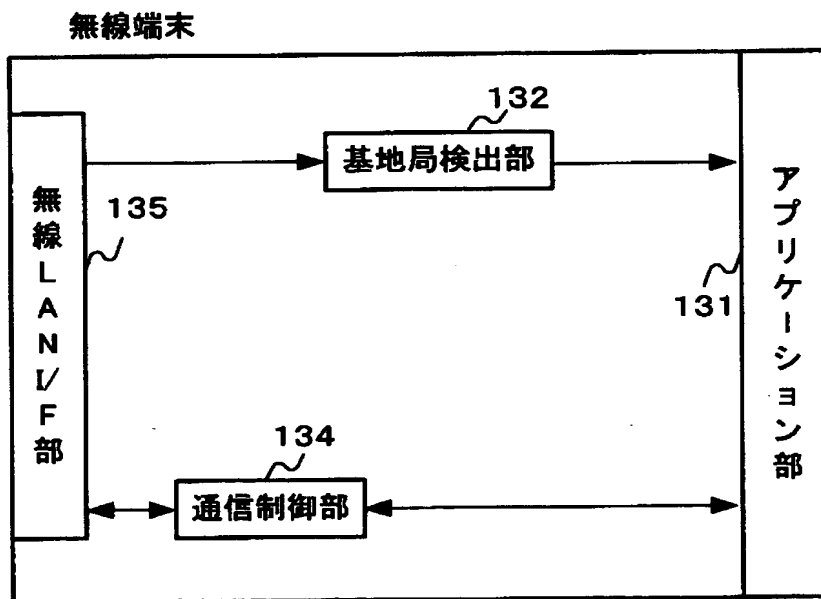 無線端末
132
基地局検出部
無線LANI/F部
135
131
アプリケーション部
134
通信制御部